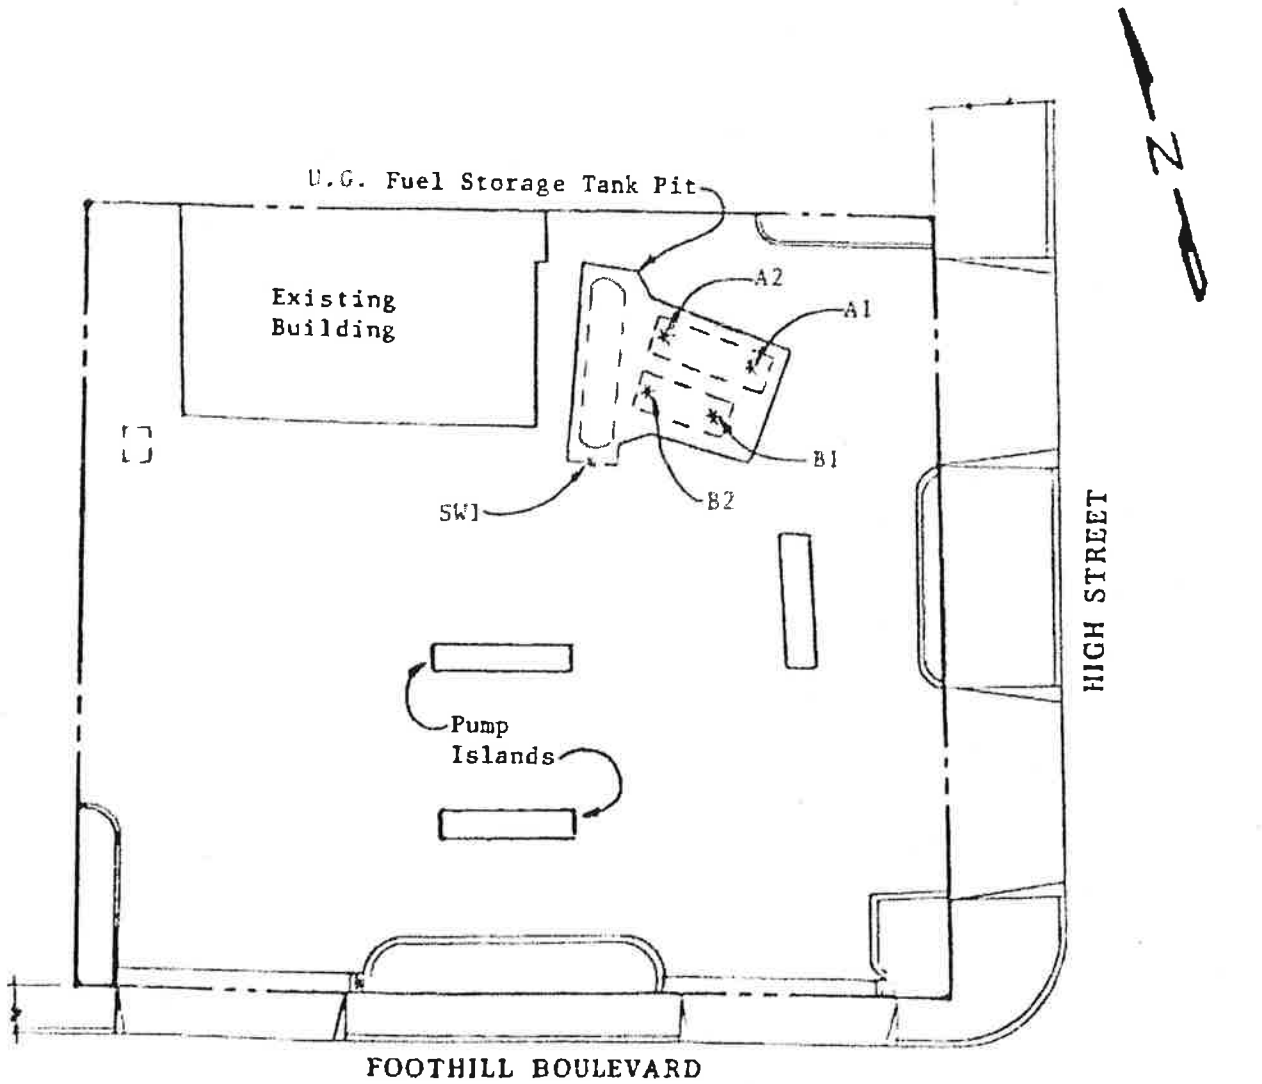 N
U.G. Fuel Storage Tank Pit
A2
A1
Existing
Building
B1
B2
SW1
HIGH STREET
Pump
Islands
FOOTHILL BOULEVARD